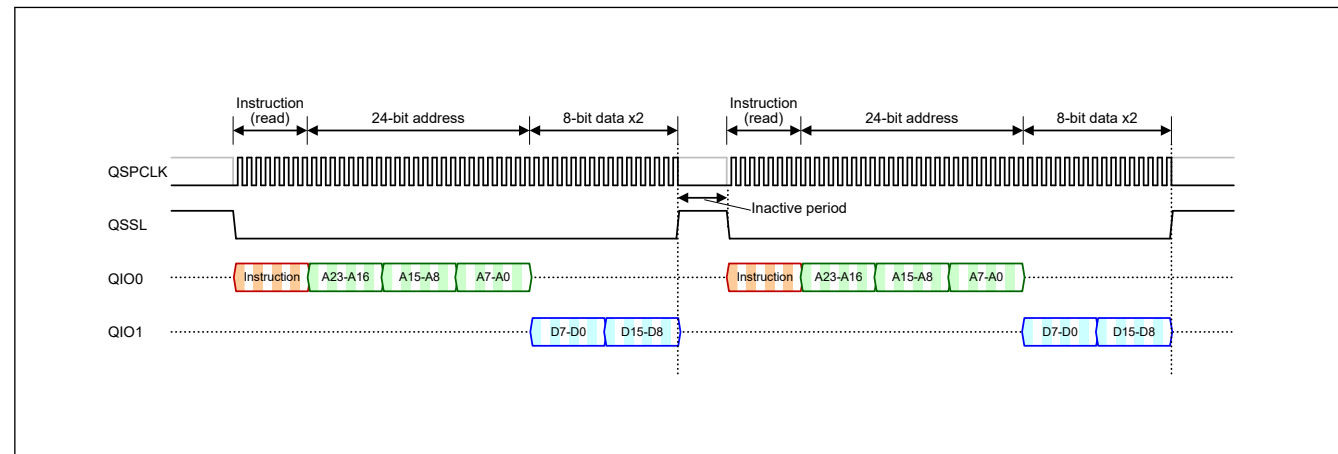 Instruction
(read)
24-bit address
8-bit data x2
Instruction
(read)
24-bit address
8-bit data x2
QSPCLK
Inactive period
QSSL
QIO0
Instruction
A23-A16
A15-A8
A7-A0
Instruction
A23-A16
A15-A8
A7-A0
QIO1
D7-D0
D15-D8
D7-D0
D15-D8